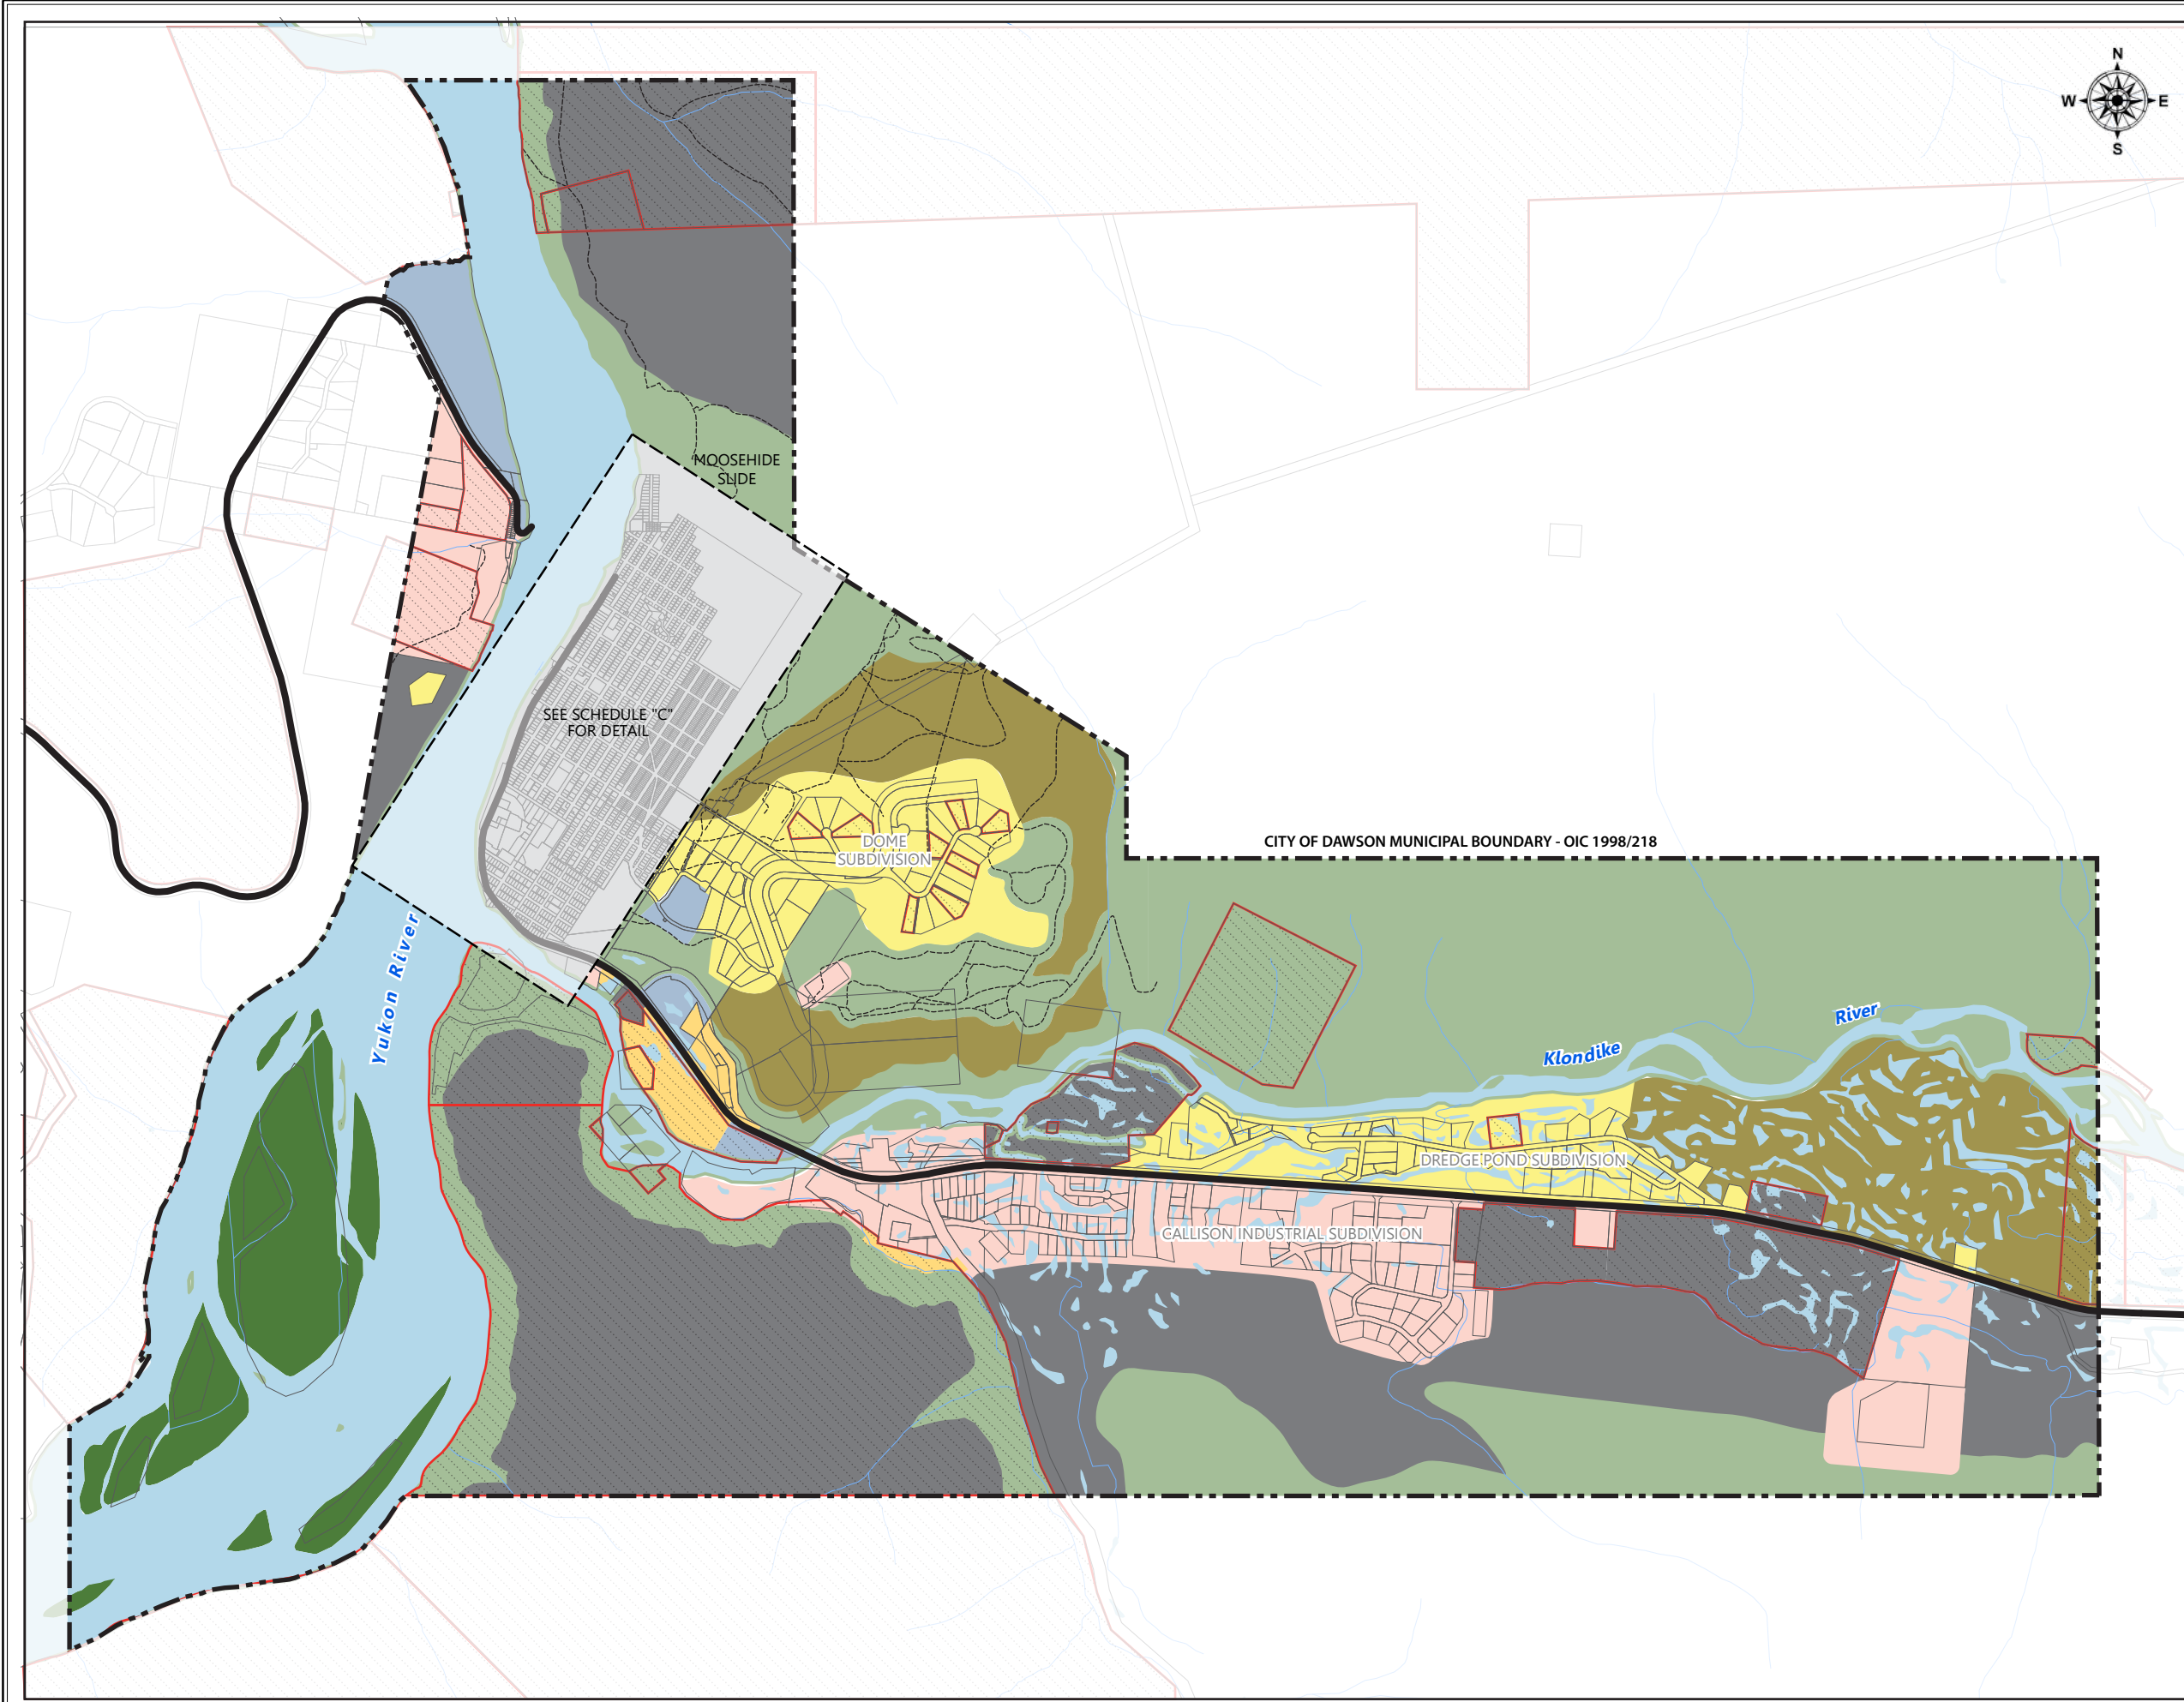 N
W E
S
MOOSEHIDE
SLIDE
SEE SCHEDULE "C"
FOR DETAIL
DOME
SUBDIVISION
CITY OF DAWSON MUNICIPAL BOUNDARY - OIC 1998/218
Yukon River
Klondike River
DREDGE POND SUBDIVISION
CALLISON INDUSTRIAL SUBDIVISION